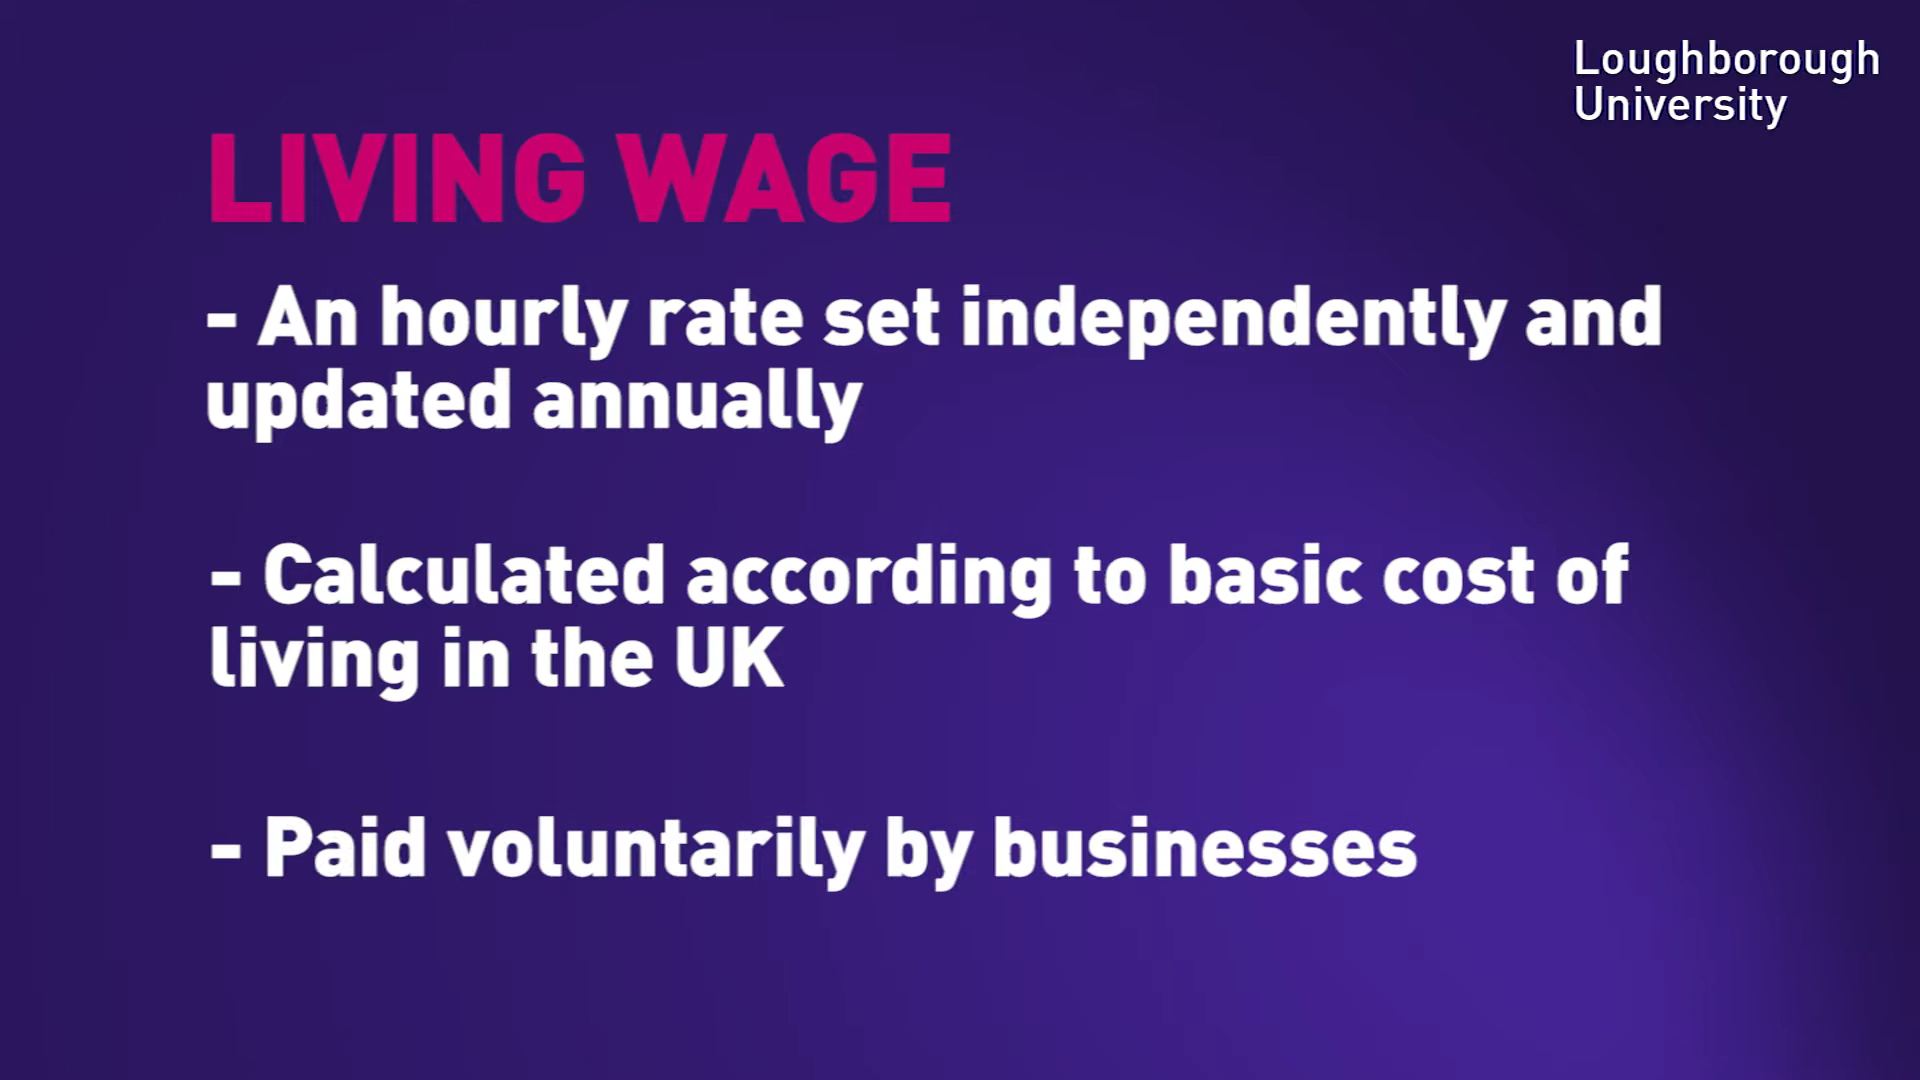 Loughborough
University
LIVING WAGE
- An hourly rate set independently and
updated annually
- Calculated according to basic cost of
living in the UK
- Paid voluntarily by businesses